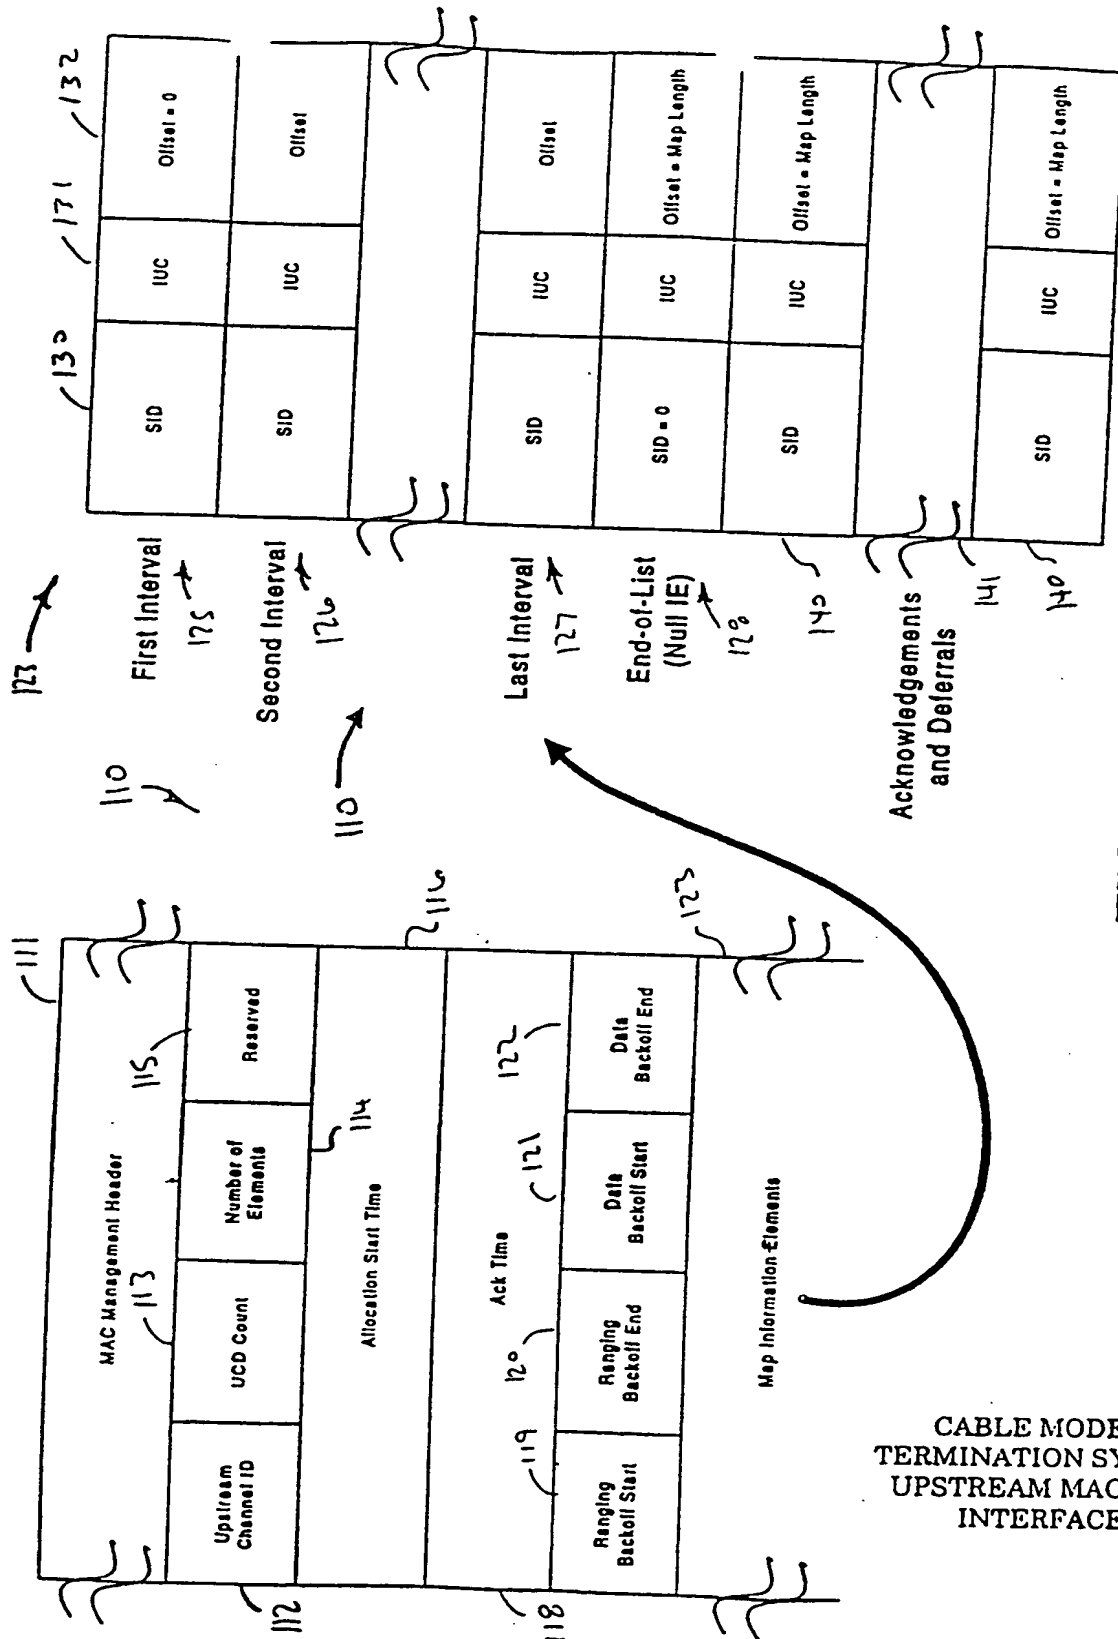 111
MAC Management Header
115
113
Upstream
Channel ID
UCD Count
Number of
Elements
Reserved
112
114
Allocation Start Time
116
Ack Time
118
119
120
121
122
Ranging
Backoff Start
Ranging
Backoff End
Data
Backoff Start
Data
Backoff End
123
Map Information Elements
110
110
123
130
131
132
First Interval
125
SID
IUC
Offset = 0
Second Interval
126
SID
IUC
Offset
Last Interval
127
SID
IUC
Offset
End-of-List
(Null IE)
128
SID = 0
IUC
Offset = Map Length
140
SID
IUC
Offset = Map Length
Acknowledgements
and Deferrals
141
140
SID
IUC
Offset = Map Length
CABLE MODE
TERMINATION SY
UPSTREAM MAC
INTERFACE